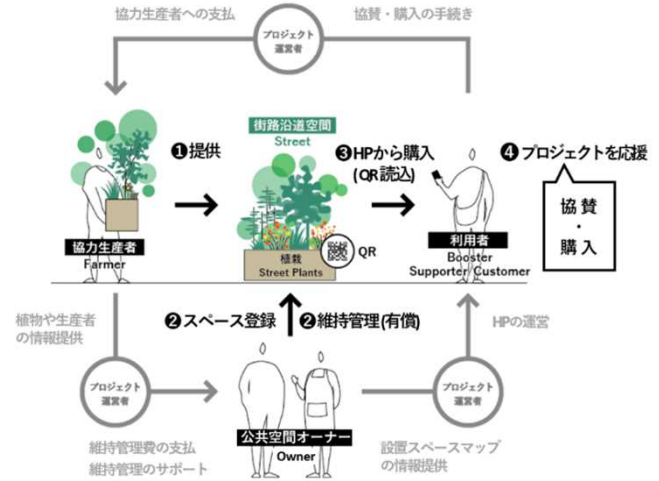 協力生産者への支払
プロジェクト
運営者
協賛・購入の手続き
街路沿道空間
Street
❶提供
❸HPから購入
(QR読込)
❹プロジェクトを応援
協賛
・
購入
協力生産者
Farmer
植栽
Street Plants
QR
利用者
Booster
Supporter Customer
植物や生産者
の情報提供
❷スペース登録
❷維持管理(有償)
HPの運営
プロジェクト
運営者
プロジェクト
運営者
公共空間オーナー
Owner
維持管理費の支払
維持管理のサポート
設置スペースマップ
の情報提供